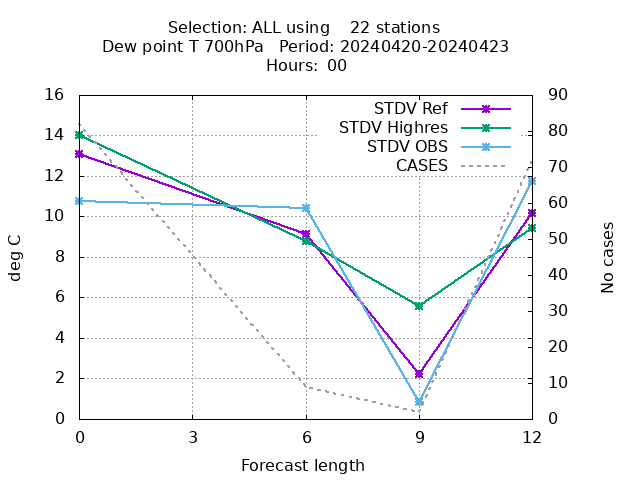 Selection: ALL using    22 stations
Dew point T 700hPa   Period: 20240420-20240423
Hours: 00
STDV Ref
STDV Highres
STDV OBS
CASES
deg C
16
14
12
10
8
6
4
2
0
No cases
90
80
70
60
50
40
30
20
10
0
0 3 6 9 12
Forecast length